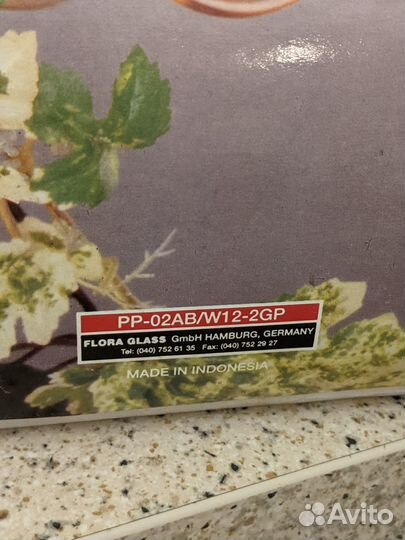 PP-02AB/W12-2GP
FLORA GLASS GmbH HAMBURG, GERMANY
Tel: (040) 752 61 35 Fax: (040) 752 29 27
MADE IN INDONESIA
Avito